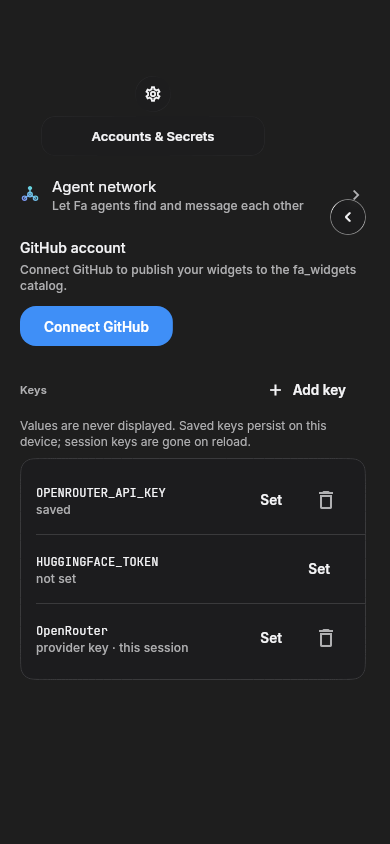 Accounts & Secrets
Agent network
Let Fa agents find and message each other
GitHub account
Connect GitHub to publish your widgets to the fa_widgets
catalog.
Connect GitHub
Keys
+ Add key
Values are never displayed. Saved keys persist on this
device; session keys are gone on reload.
OPENROUTER_API_KEY
saved
Set
HUGGINGFACE_TOKEN
not set
Set
OpenRouter
provider key · this session
Set